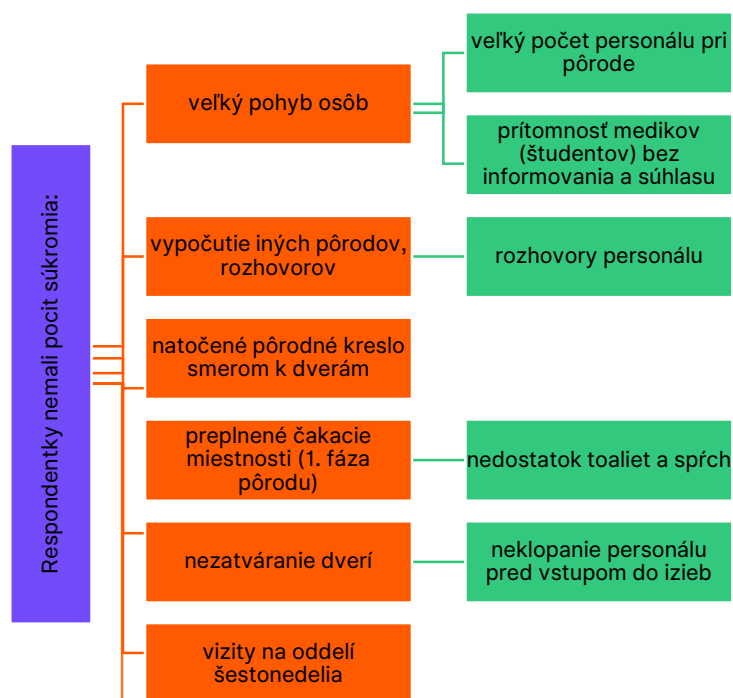 Respondentky nemali pocit súkromia:
veľký pohyb osôb
veľký počet personálu pri
pôrode
prítomnosť medikov
(študentov) bez
informovania a súhlasu
vypočutie iných pôrodov,
rozhovorov
rozhovory personálu
natočené pôrodné kreslo
smerom k dverám
preplnené čakacie
miestnosti (1. fáza
pôrodu)
nedostatok toaliet a spŕch
nezatváranie dverí
neklopanie personálu
pred vstupom do izieb
vizity na oddelí
šestonedelia